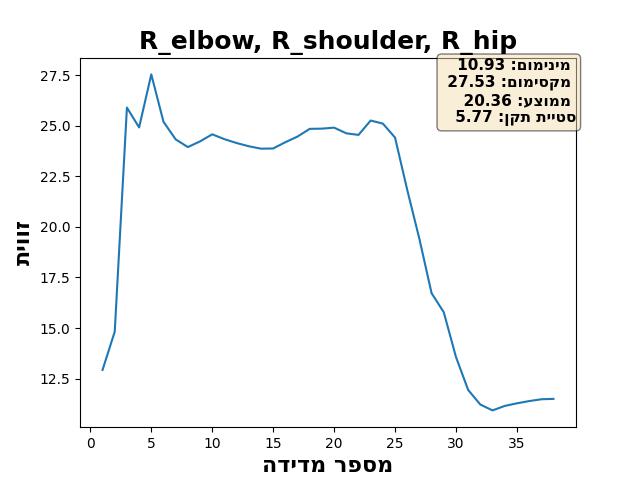 R_elbow, R_shoulder, R_hip
מינימום: 10.93
מקסימום: 27.53
ממוצע: 20.36
סטיית תקן: 5.77
זווית
27.5
25.0
22.5
20.0
17.5
15.0
12.5
0 5 10 15 20 25 30 35
מספר מדידה